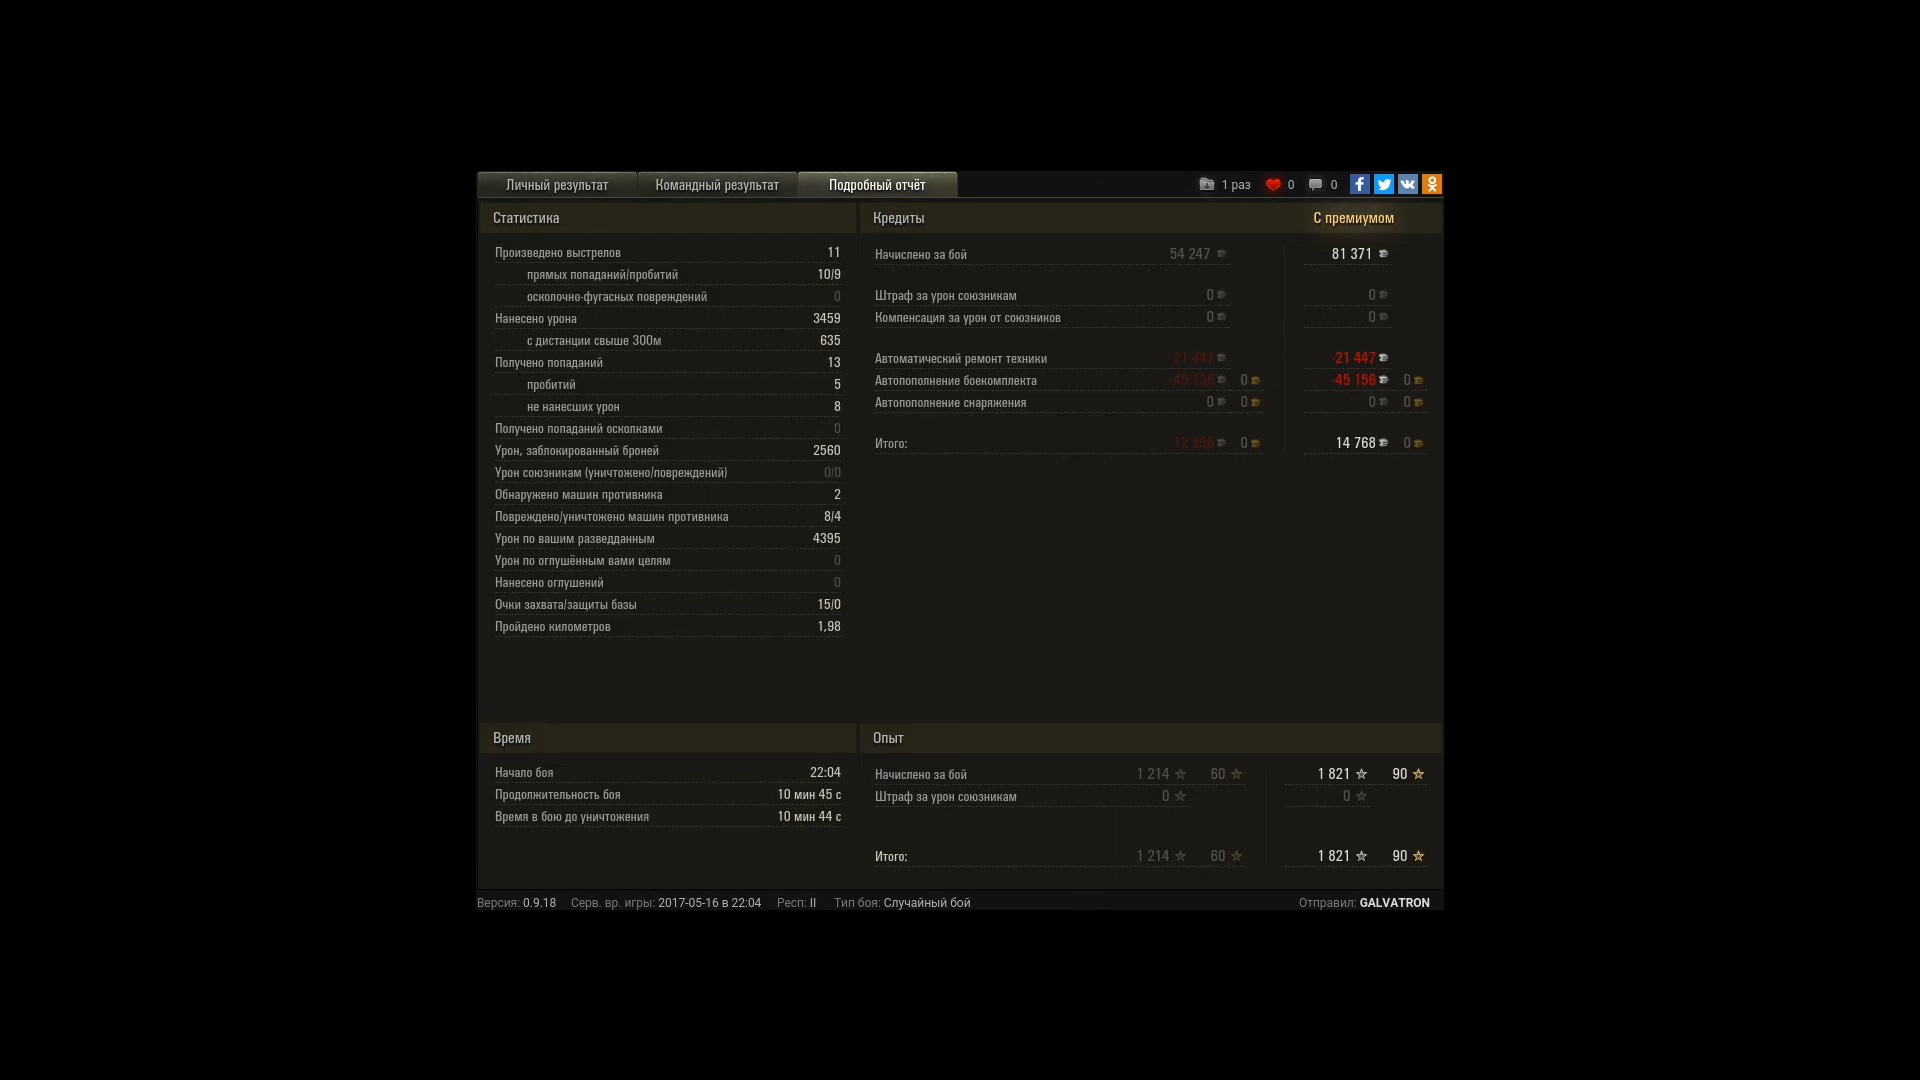 Личный результат Командный результат Подробный отчёт 1 раз 0 0
Статистика
Произведено выстрелов 11
прямых попаданий/пробитий 10/9
осколочно-фугасных повреждений 0
Нанесено урона 3459
с дистанции свыше 300м 635
Получено попаданий 13
пробитий 5
не нанесших урон 8
Получено попаданий осколками 0
Урон, заблокированный броней 2560
Урон союзникам (уничтожено/повреждений) 0/0
Обнаружено машин противника 2
Повреждено/уничтожено машин противника 8/4
Урон по вашим разведданным 4395
Урон по оглушённым вами целям 0
Нанесено оглушений 0
Очки захвата/защиты базы 15/0
Пройдено километров 1,98
Кредиты С премиумом
Начислено за бой 54 247 81 371
Штраф за урон союзникам 0 0
Компенсация за урон от союзников 0 0
Автоматический ремонт техники -21 447 -21 447
Автопополнение боекомплекта -45 156 0 -45 156 0
Автопополнение снаряжения 0 0 0 0
Итого: -12 356 0 14 768 0
Время
Начало боя 22:04
Продолжительность боя 10 мин 45 с
Время в бою до уничтожения 10 мин 44 с
Опыт
Начислено за бой 1 214 60 1 821 90
Штраф за урон союзникам 0 0
Итого: 1 214 60 1 821 90
Версия: 0.9.18 Серв. вр. игры: 2017-05-16 в 22:04 Респ: II Тип боя: Случайный бой Отправил: GALVATRON